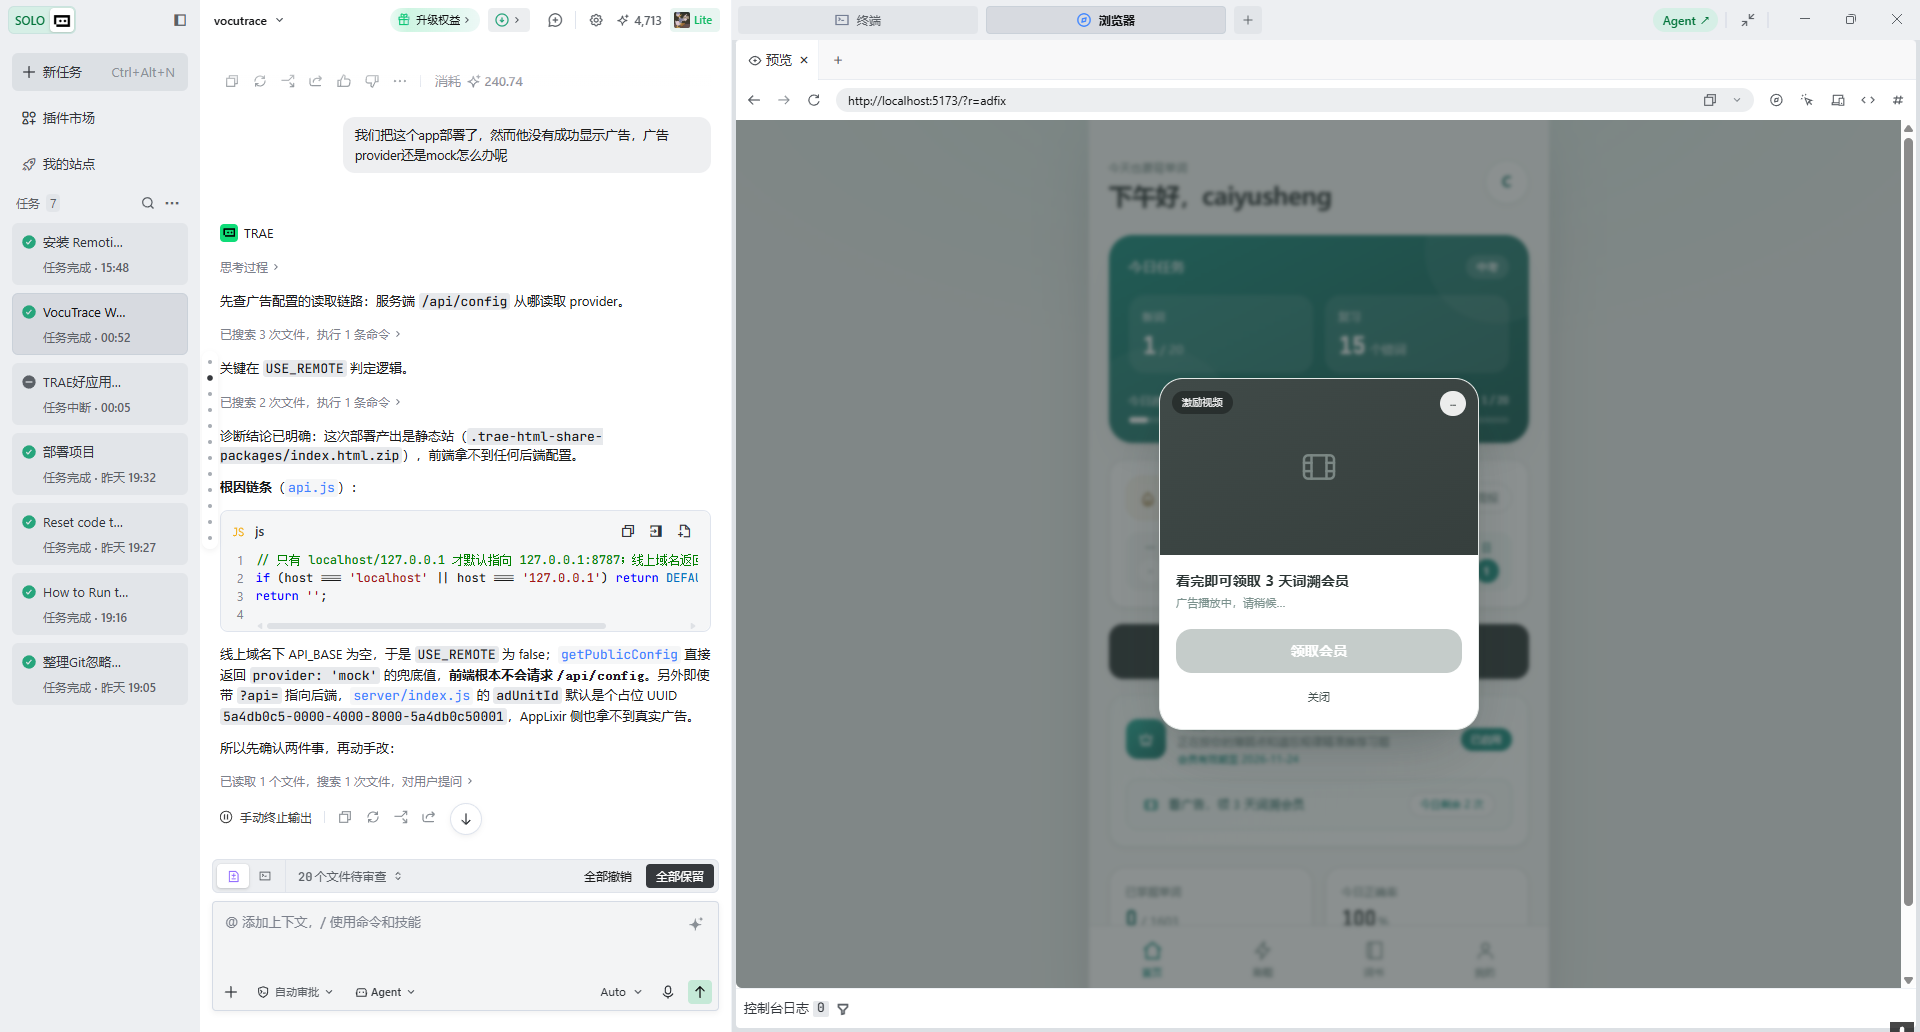 SOLO
新任务 Ctrl+Alt+N
插件市场
我的站点
任务 7
安装 Remoti...
任务完成 · 15:48
VocuTrace W...
任务完成 · 00:52
TRAE好应用...
任务中断 · 00:05
部署项目
任务完成 · 昨天 19:32
Reset code t...
任务完成 · 昨天 19:27
How to Run t...
任务完成 · 昨天 19:16
整理Git忽略...
任务完成 · 昨天 19:05
vocutrace
升级权益 >
4,713
Lite
消耗 240.74
我们把这个app部署了，然而他没有成功显示广告，广告
provider还是mock怎么办呢
TRAE
思考过程 >
先查广告配置的读取链路：服务端 /api/config 从哪读取 provider。
已搜索 3 次文件，执行 1 条命令 >
关键在 USE_REMOTE 判定逻辑。
已搜索 2 次文件，执行 1 条命令 >
诊断结论已明确：这次部署产出是静态站（.trae-html-share-
packages/index.html.zip），前端拿不到任何后端配置。
根因链条（api.js）：
JS js
1 // 只有 localhost/127.0.0.1 才默认指向 127.0.0.1:8787；线上域名返回
2 if (host === 'localhost' || host === '127.0.0.1') return DEFAU
3 return '';
4
线上域名下 API_BASE 为空，于是 USE_REMOTE 为 false；getPublicConfig 直接
返回 provider: 'mock' 的兜底值，前端根本不会请求 /api/config。另外即使
带 ?api= 指向后端，server/index.js 的 adUnitId 默认是个占位 UUID
5a4db0c5-0000-4000-8000-5a4db0c50001，AppLixir 侧也拿不到真实广告。
所以先确认两件事，再动手改：
已读取 1 个文件，搜索 1 次文件，对用户提问 >
手动终止输出
20个文件待审查
全部撤销
全部保留
@ 添加上下文，/ 使用命令和技能
自动审批
Agent
Auto
终端
浏览器
Agent ↗
预览
http://localhost:5173/?r=adfix
下午好，caiyusheng
C
今日任务
1 / 20
15
激励视频
看完即可领取 3 天词溯会员
广告播放中，请稍候...
领取会员
关闭
看广告，领 3 天词溯会员
0
100
控制台日志 0